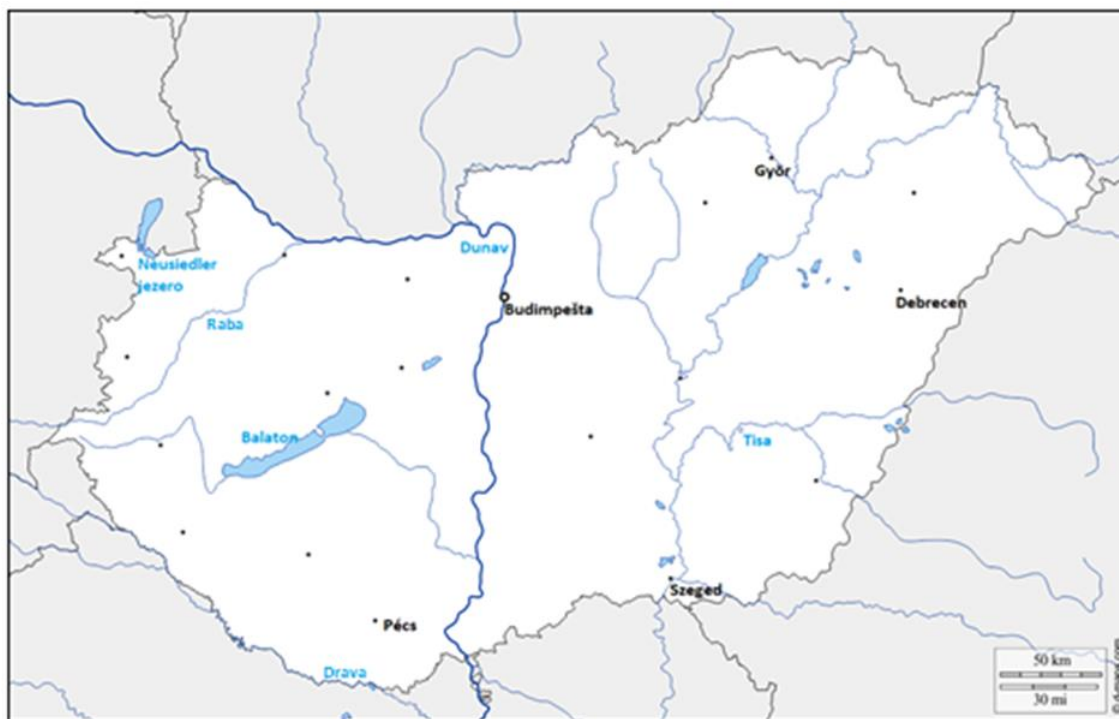 Győr
Dunav
Neusiedler
jezero
Debrecen
Budimpešta
Raba
Balaton
Tisa
Szeged
Pécs
Drava
50 km
30 mi